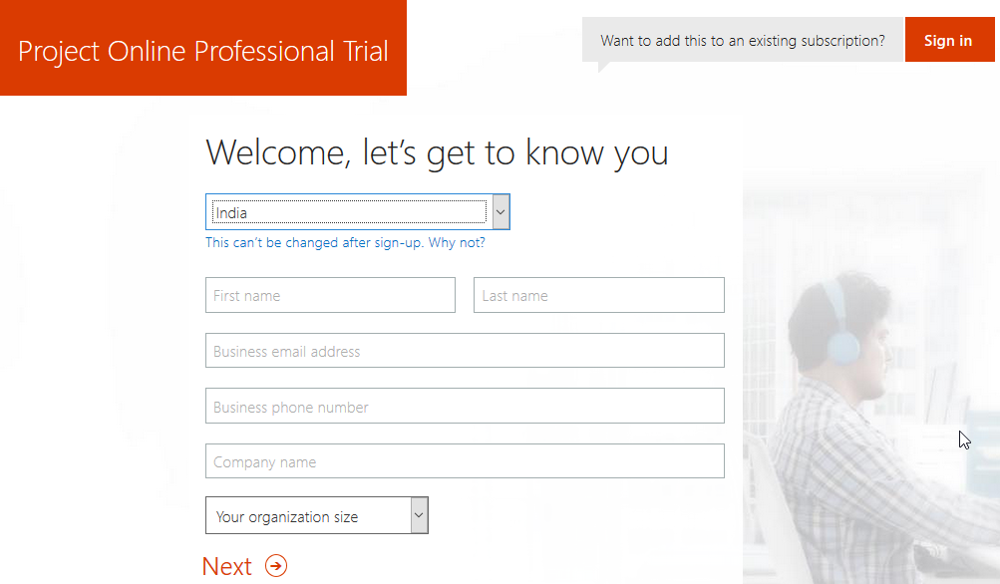 Project Online Professional Trial
Want to add this to an existing subscription?
Sign in
Welcome, let's get to know you
India
This can't be changed after sign-up. Why not?
First name
Last name
Business email address
Business phone number
Company name
Your organization size
Next